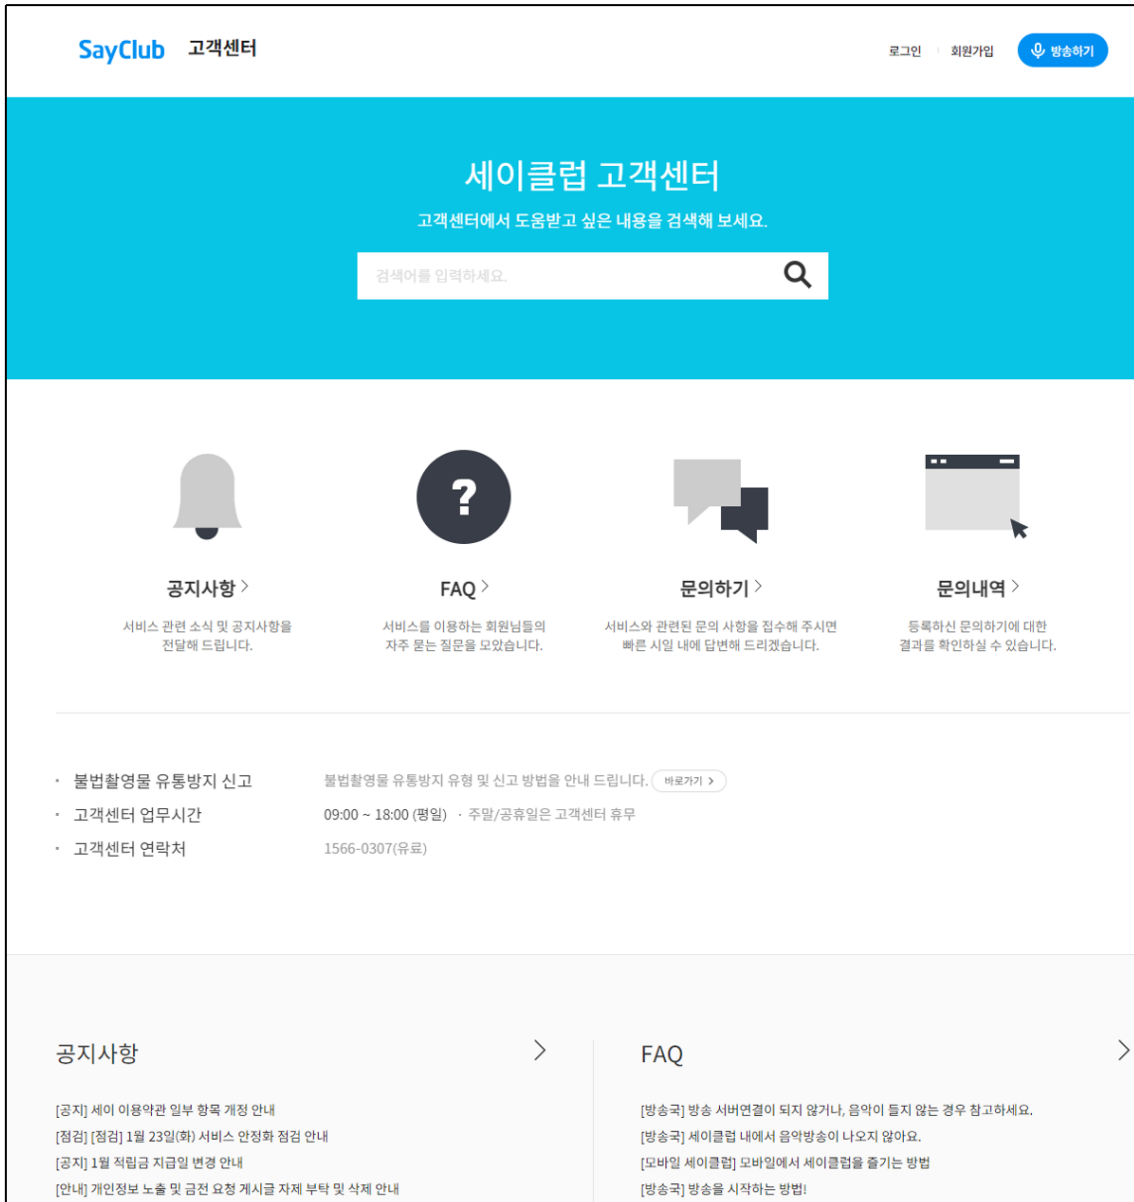 SayClub 고객센터
로그인 회원가입 방송하기
세이클럽 고객센터
고객센터에서 도움받고 싶은 내용을 검색해 보세요.
검색어를 입력하세요.
?
공지사항 >
서비스 관련 소식 및 공지사항을
전달해 드립니다.
FAQ >
서비스를 이용하는 회원님들의
자주 묻는 질문을 모았습니다.
문의하기 >
서비스와 관련된 문의 사항을 접수해 주시면
빠른 시일 내에 답변해 드리겠습니다.
문의내역 >
등록하신 문의하기에 대한
결과를 확인하실 수 있습니다.
· 불법촬영물 유통방지 신고 불법촬영물 유통방지 유형 및 신고 방법을 안내 드립니다. 바로가기 >
· 고객센터 업무시간 09:00 ~ 18:00 (평일) · 주말/공휴일은 고객센터 휴무
· 고객센터 연락처 1566-0307(유료)
공지사항 >
[공지] 세이 이용약관 일부 항목 개정 안내
[점검] [점검] 1월 23일(화) 서비스 안정화 점검 안내
[공지] 1월 적립금 지급일 변경 안내
[안내] 개인정보 노출 및 금전 요청 게시글 자제 부탁 및 삭제 안내
FAQ >
[방송국] 방송 서버연결이 되지 않거나, 음악이 들지 않는 경우 참고하세요.
[방송국] 세이클럽 내에서 음악방송이 나오지 않아요.
[모바일 세이클럽] 모바일에서 세이클럽을 즐기는 방법
[방송국] 방송을 시작하는 방법!